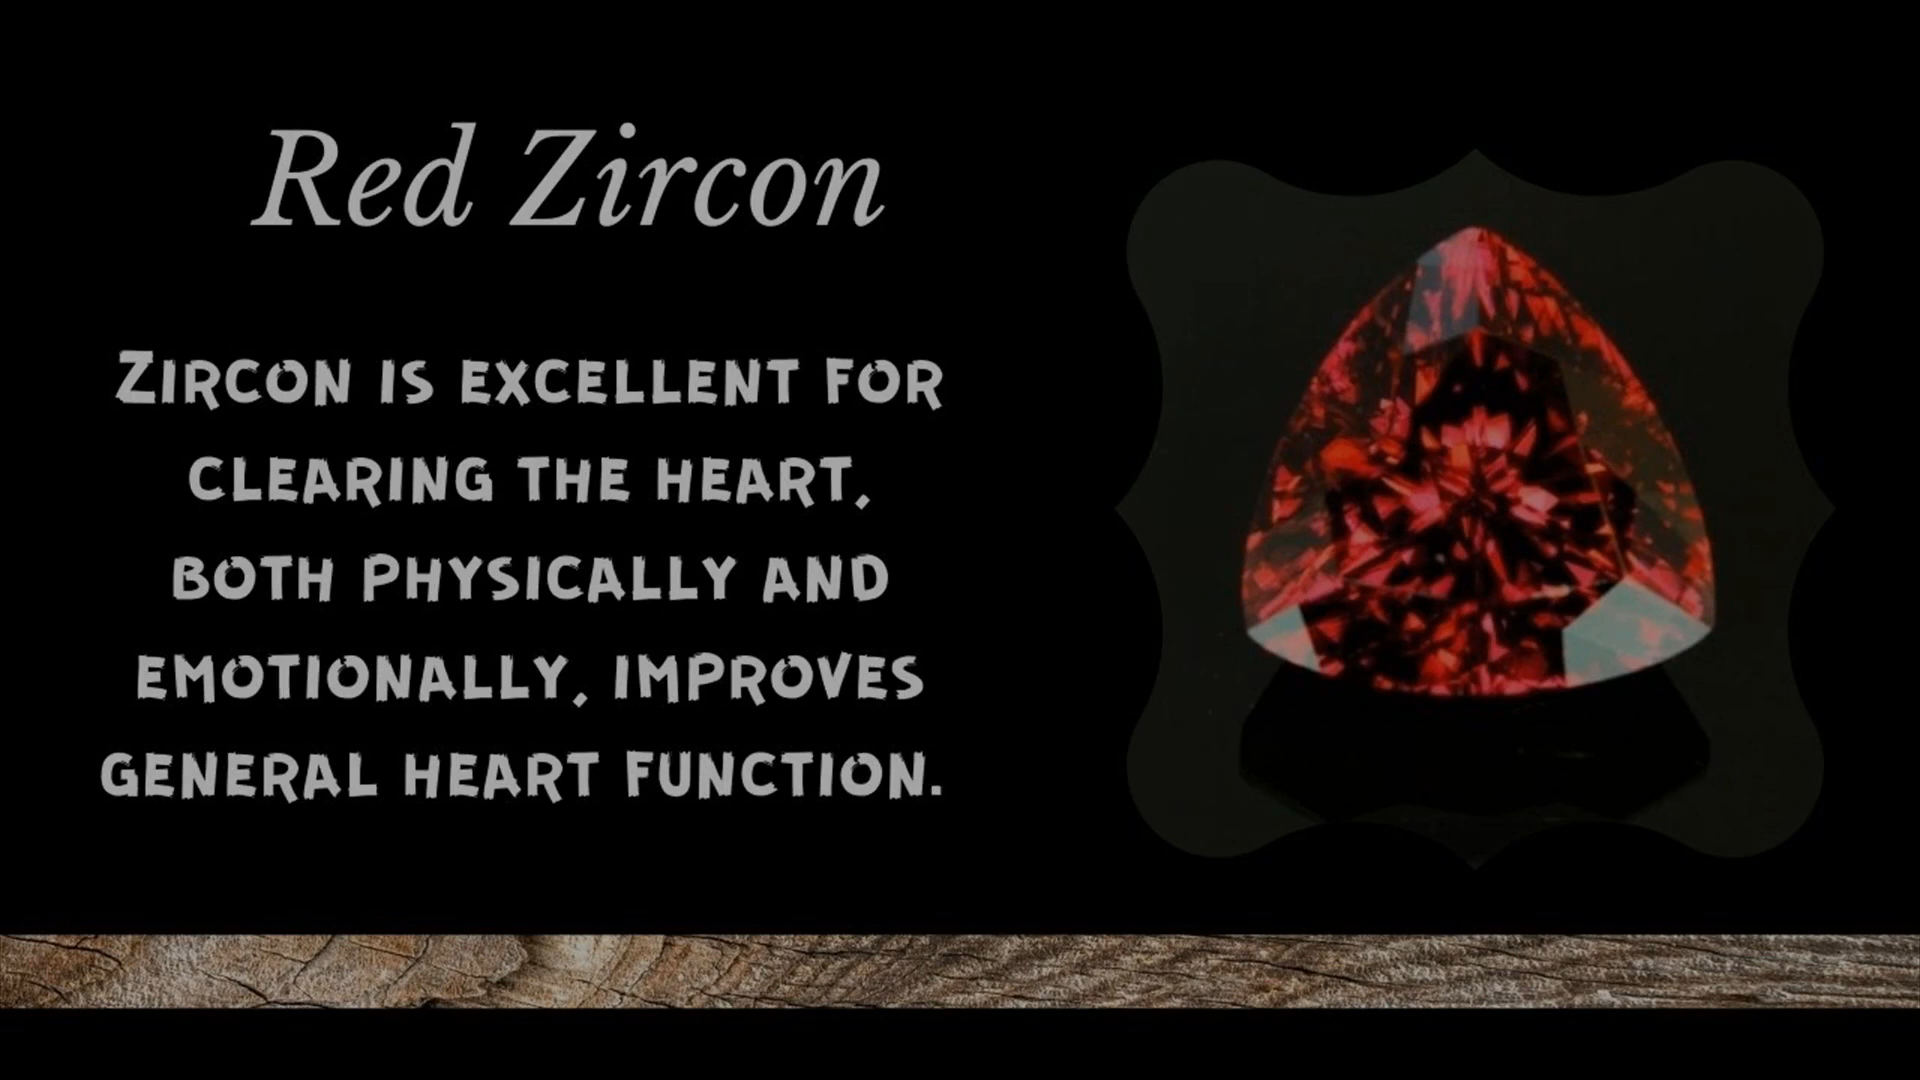 Red Zircon
Zircon is excellent for
clearing the heart,
both physically and
emotionally, improves
general heart function.